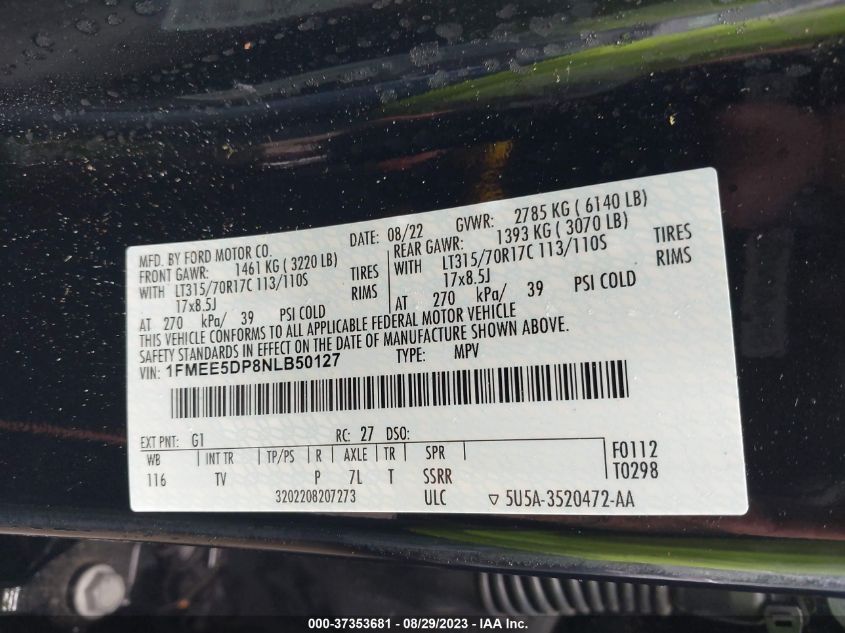 MFD. BY FORD MOTOR CO. DATE: 08/22 GVWR: 2785 KG ( 6140 LB)
FRONT GAWR: 1461 KG ( 3220 LB) REAR GAWR: 1393 KG ( 3070 LB)
WITH LT315/70R17C 113/110S TIRES WITH LT315/70R17C 113/110S TIRES
17x8.5J RIMS 17x8.5J RIMS
AT 270 kPa/ 39 PSI COLD AT 270 kPa/ 39 PSI COLD
THIS VEHICLE CONFORMS TO ALL APPLICABLE FEDERAL MOTOR VEHICLE
SAFETY STANDARDS IN EFFECT ON THE DATE OF MANUFACTURE SHOWN ABOVE.
VIN: 1FMEE5DP8NLB50127 TYPE: MPV
EXT PNT: G1 RC: 27 DSO: F0112
WB INT TR TP/PS R AXLE TR SPR T0298
116 TV P 7L T SSRR
3202208207273 ULC ▽ 5U5A-3520472-AA
000-37353681 - 08/29/2023 - IAA Inc.